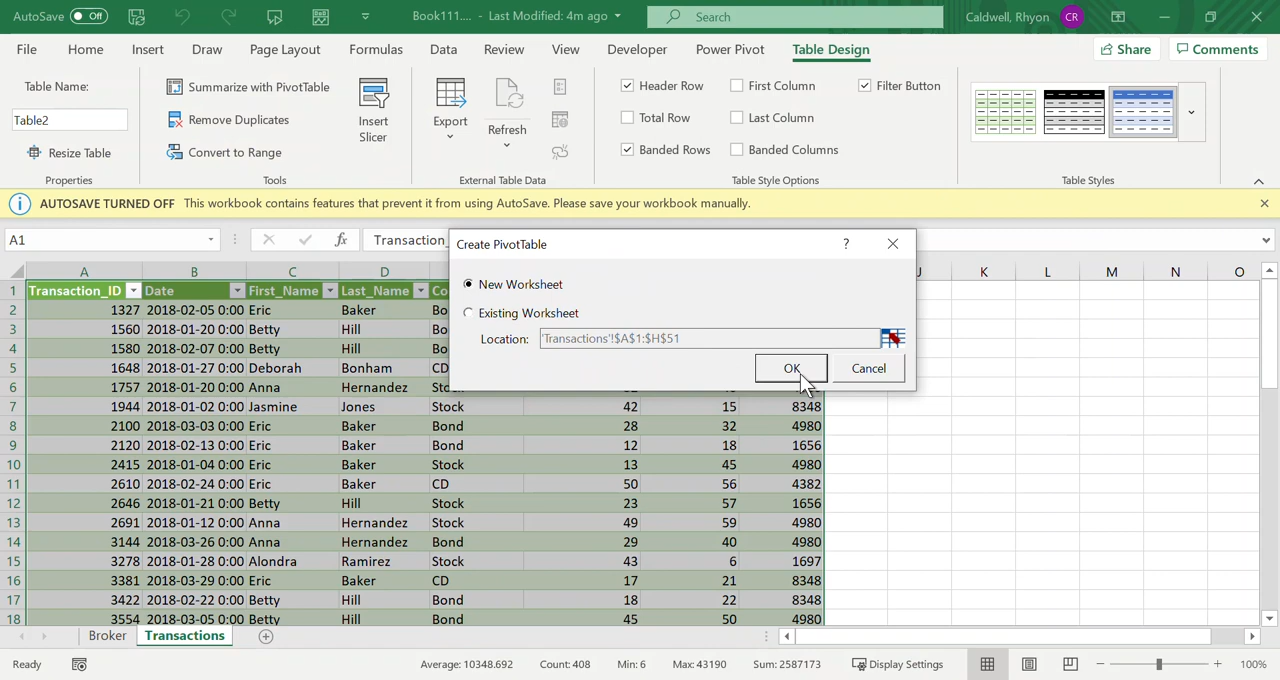 AutoSave Off Book111.... - Last Modified: 4m ago Search Caldwell, Rhyon CR
File Home Insert Draw Page Layout Formulas Data Review View Developer Power Pivot Table Design Share Comments
Table Name: Summarize with PivotTable Header Row First Column Filter Button
Table2 Remove Duplicates Insert Slicer Export Refresh Total Row Last Column
Resize Table Convert to Range Banded Rows Banded Columns
Properties Tools External Table Data Table Style Options Table Styles
AUTOSAVE TURNED OFF This workbook contains features that prevent it from using AutoSave. Please save your workbook manually.
A1 fx Transaction_
Create PivotTable ?
New Worksheet
Existing Worksheet
Location: 'Transactions'!$A$1:$H$51
OK Cancel
A B C D J K L M N O
1 Transaction_ID Date First_Name Last_Name Co
2 1327 2018-02-05 0:00 Eric Baker Bo
3 1560 2018-01-20 0:00 Betty Hill Bo
4 1580 2018-02-07 0:00 Betty Hill Bo
5 1648 2018-01-27 0:00 Deborah Bonham CD
6 1757 2018-01-20 0:00 Anna Hernandez
7 1944 2018-01-02 0:00 Jasmine Jones Stock 42 15 8348
8 2100 2018-03-03 0:00 Eric Baker Bond 28 32 4980
9 2120 2018-02-13 0:00 Eric Baker Bond 12 18 1656
10 2415 2018-01-04 0:00 Eric Baker Stock 13 45 4980
11 2610 2018-02-24 0:00 Eric Baker CD 50 56 4382
12 2646 2018-01-21 0:00 Betty Hill Stock 23 57 1656
13 2691 2018-01-12 0:00 Anna Hernandez Stock 49 59 4980
14 3144 2018-03-26 0:00 Anna Hernandez Bond 29 40 4980
15 3278 2018-01-28 0:00 Alondra Ramirez Stock 43 6 1697
16 3381 2018-03-29 0:00 Eric Baker CD 17 21 8348
17 3422 2018-02-22 0:00 Betty Hill Bond 18 22 8348
18 3554 2018-03-05 0:00 Betty Hill Bond 45 50 4980
Broker Transactions
Ready Average: 10348.692 Count: 408 Min: 6 Max: 43190 Sum: 2587173 Display Settings 100%